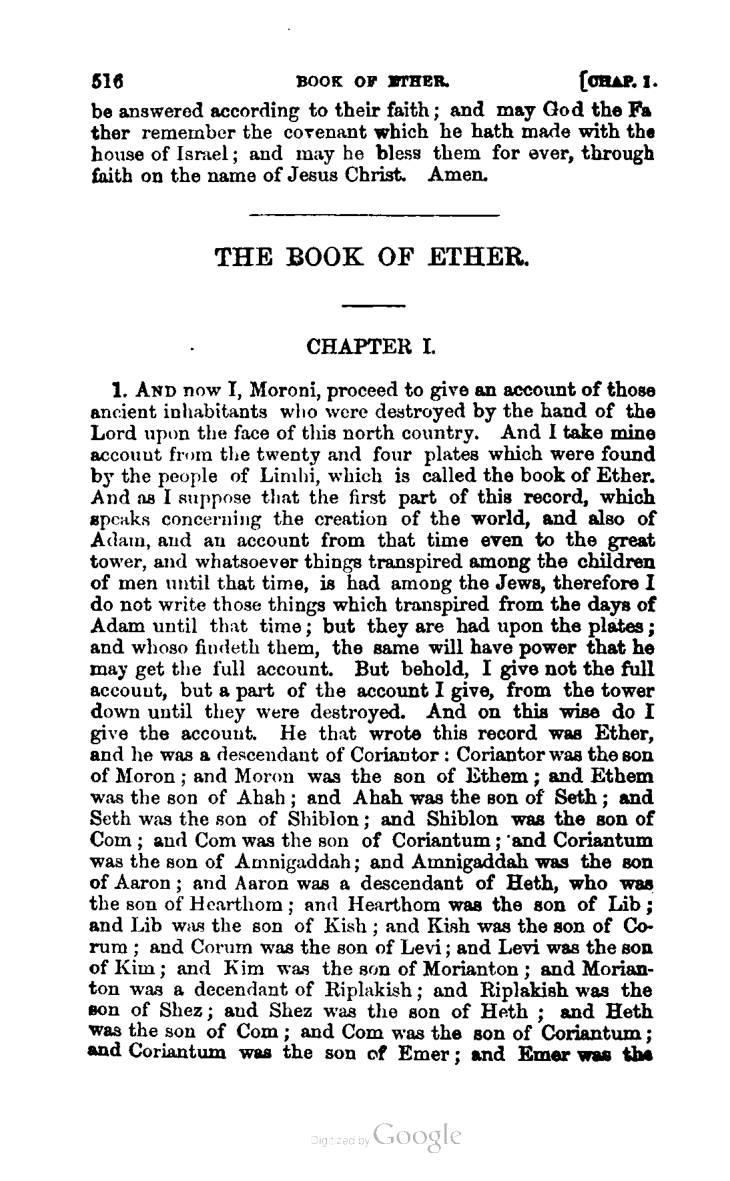 516 BOOK OF ETHER. [CHAP. 1.
be answered according to their faith; and may God the Fa
ther remember the covenant which he hath made with the
house of Israel; and may he bless them for ever, through
faith on the name of Jesus Christ. Amen.
THE BOOK OF ETHER.
CHAPTER I.
1. AND now I, Moroni, proceed to give an account of those
ancient inhabitants who were destroyed by the hand of the
Lord upon the face of this north country. And I take mine
account from the twenty and four plates which were found
by the people of Limhi, which is called the book of Ether.
And as I suppose that the first part of this record, which
speaks concerning the creation of the world, and also of
Adam, and an account from that time even to the great
tower, and whatsoever things transpired among the children
of men until that time, is had among the Jews, therefore I
do not write those things which transpired from the days of
Adam until that time; but they are had upon the plates;
and whoso findeth them, the same will have power that he
may get the full account. But behold, I give not the full
account, but a part of the account I give, from the tower
down until they were destroyed. And on this wise do I
give the account. He that wrote this record was Ether,
and he was a descendant of Coriantor: Coriantor was the son
of Moron; and Moron was the son of Ethem; and Ethem
was the son of Ahah; and Ahah was the son of Seth; and
Seth was the son of Shiblon; and Shiblon was the son of
Com; and Com was the son of Coriantum; and Coriantum
was the son of Amnigaddah; and Amnigaddah was the son
of Aaron; and Aaron was a descendant of Heth, who was
the son of Hearthom; and Hearthom was the son of Lib;
and Lib was the son of Kish; and Kish was the son of Co-
rum; and Corum was the son of Levi; and Levi was the son
of Kim; and Kim was the son of Morianton; and Morian-
ton was a decendant of Riplakish; and Riplakish was the
son of Shez; and Shez was the son of Heth; and Heth
was the son of Com; and Com was the son of Coriantum;
and Coriantum was the son of Emer; and Emer was the
Digitized by Google